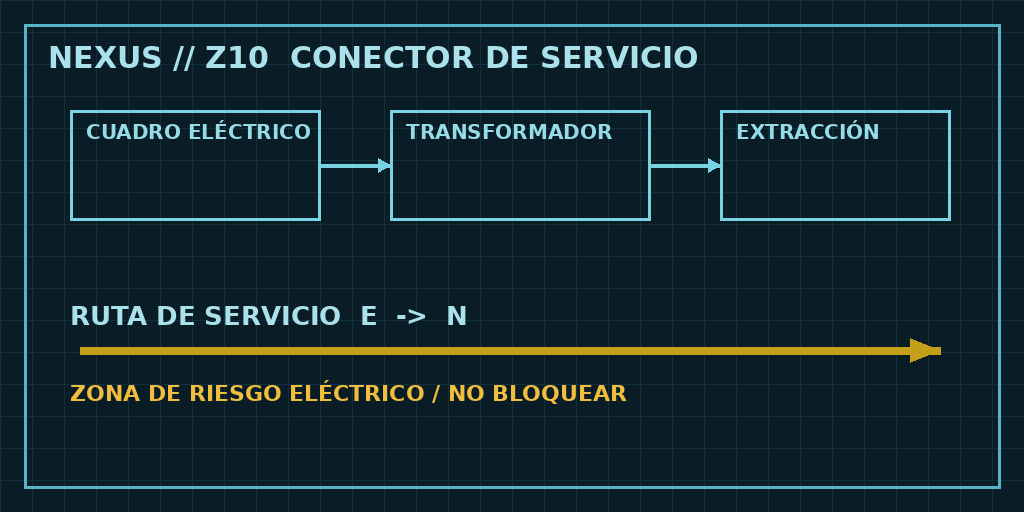 NEXUS // Z10 CONECTOR DE SERVICIO
CUADRO ELÉCTRICO
TRANSFORMADOR
EXTRACCIÓN
RUTA DE SERVICIO E -> N
ZONA DE RIESGO ELÉCTRICO / NO BLOQUEAR